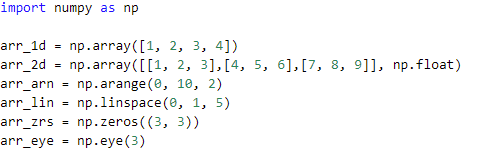 import numpy as np
arr_1d = np.array([1, 2, 3, 4])
arr_2d = np.array([[1, 2, 3],[4, 5, 6],[7, 8, 9]], np.float)
arr_arn = np.arange(0, 10, 2)
arr_lin = np.linspace(0, 1, 5)
arr_zrs = np.zeros((3, 3))
arr_eye = np.eye(3)